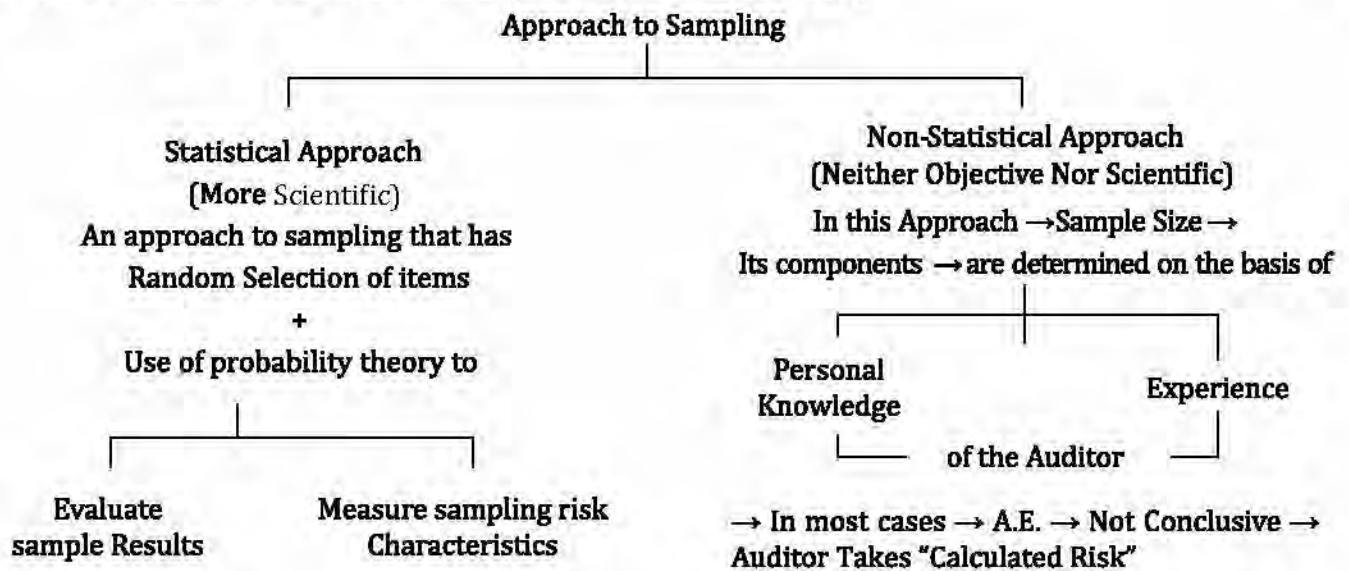 Approach to Sampling
Statistical Approach
(More Scientific)
An approach to sampling that has
Random Selection of items
+
Use of probability theory to
Evaluate
sample Results
Measure sampling risk
Characteristics
Non-Statistical Approach
(Neither Objective Nor Scientific)
In this Approach →Sample Size →
Its components → are determined on the basis of
Personal
Knowledge
Experience
of the Auditor
→ In most cases → A.E. → Not Conclusive →
Auditor Takes "Calculated Risk"